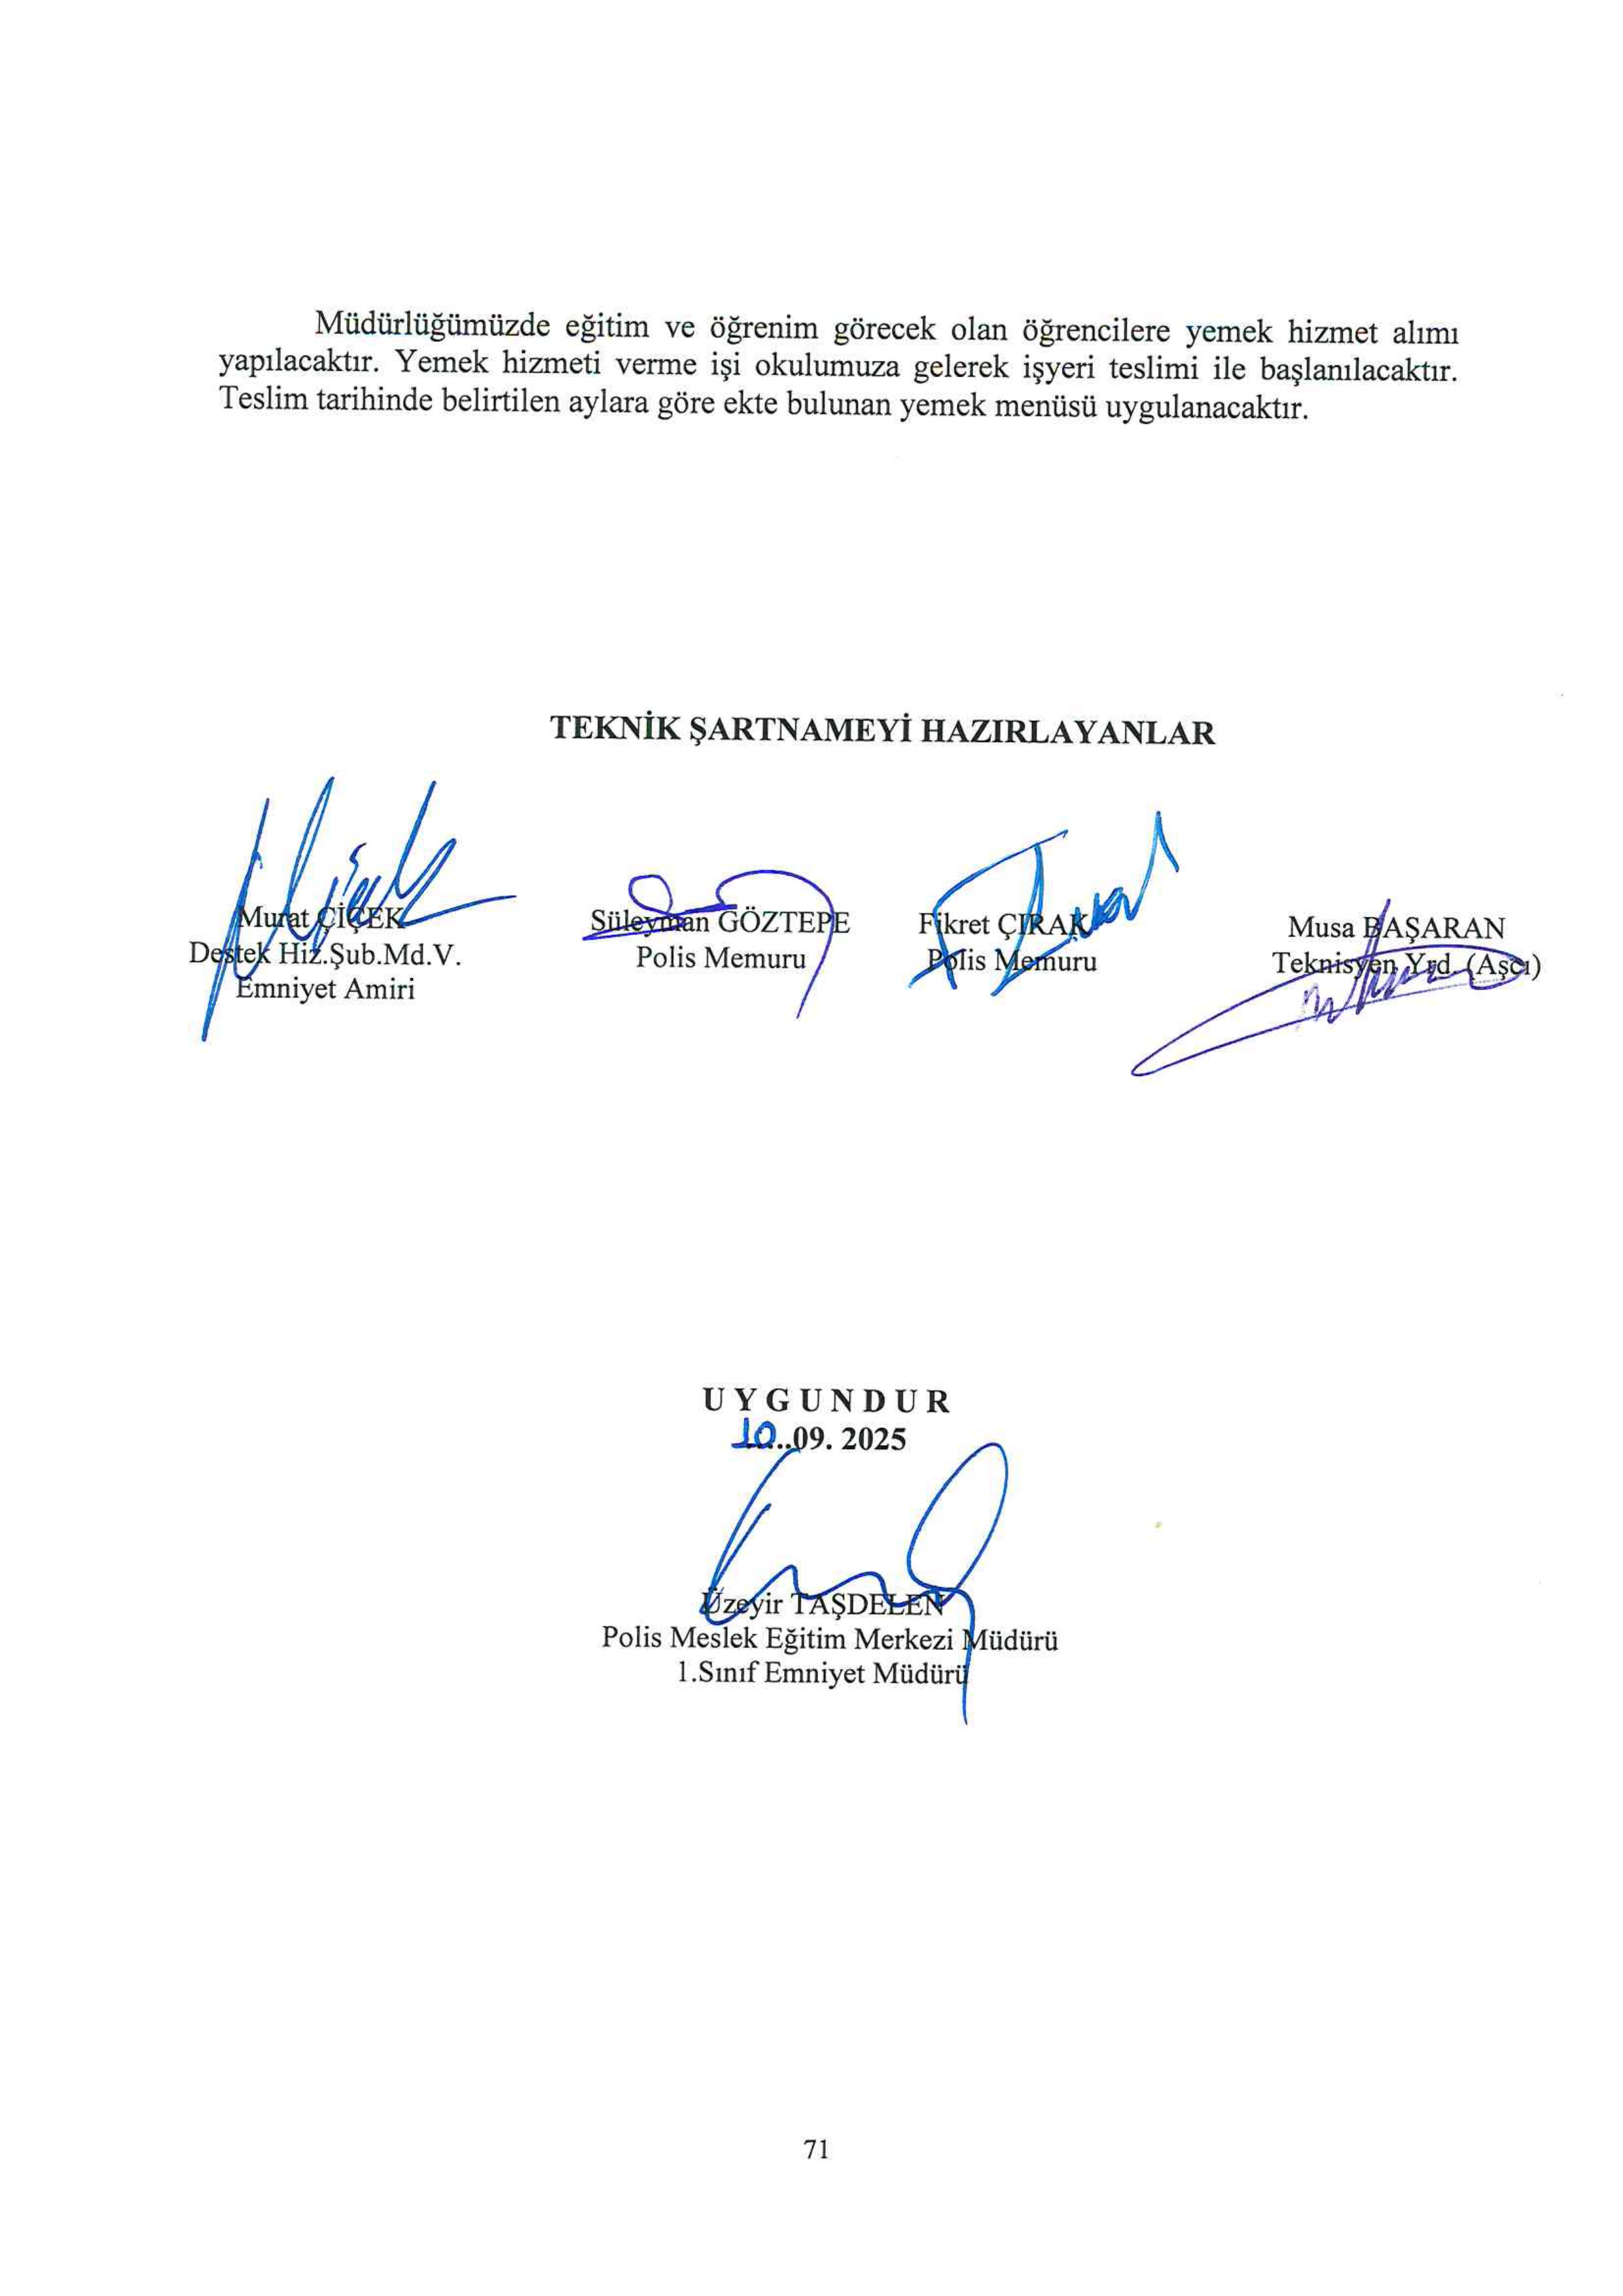 Müdürlüğümüzde eğitim ve öğrenim görecek olan öğrencilere yemek hizmet alımı
yapılacaktır. Yemek hizmeti verme işi okulumuza gelerek işyeri teslimi ile başlanılacaktır.
Teslim tarihinde belirtilen aylara göre ekte bulunan yemek menüsü uygulanacaktır.
TEKNİK ŞARTNAMEYİ HAZIRLAYANLAR
Murat ÇİÇEK
Destek Hiz.Şub.Md.V.
Emniyet Amiri
Süleyman GÖZTEPE
Polis Memuru
Fikret ÇIRAK
Polis Memuru
Musa BAŞARAN
Teknisyen Yrd. (Aşçı)
U Y G U N D U R
10...09. 2025
Üzeyir TAŞDELEN
Polis Meslek Eğitim Merkezi Müdürü
1.Sınıf Emniyet Müdürü
71